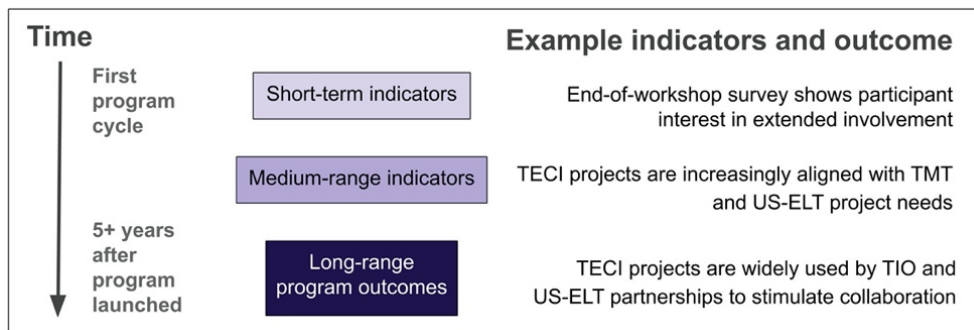 Time
Example indicators and outcome
First
program
cycle
Short-term indicators
End-of-workshop survey shows participant
interest in extended involvement
Medium-range indicators
TECI projects are increasingly aligned with TMT
and US-ELT project needs
5+ years
after
program
launched
Long-range
program outcomes
TECI projects are widely used by TIO and
US-ELT partnerships to stimulate collaboration